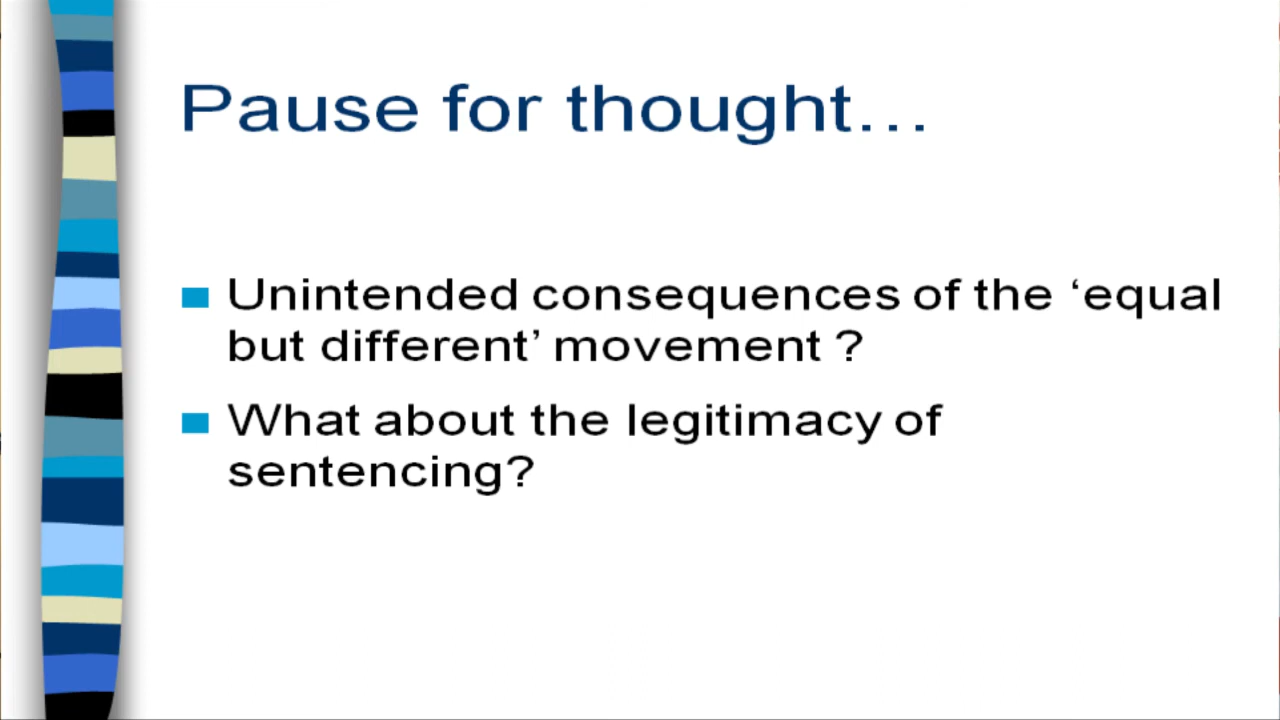 Pause for thought…
Unintended consequences of the ‘equal
but different’ movement ?
What about the legitimacy of
sentencing?